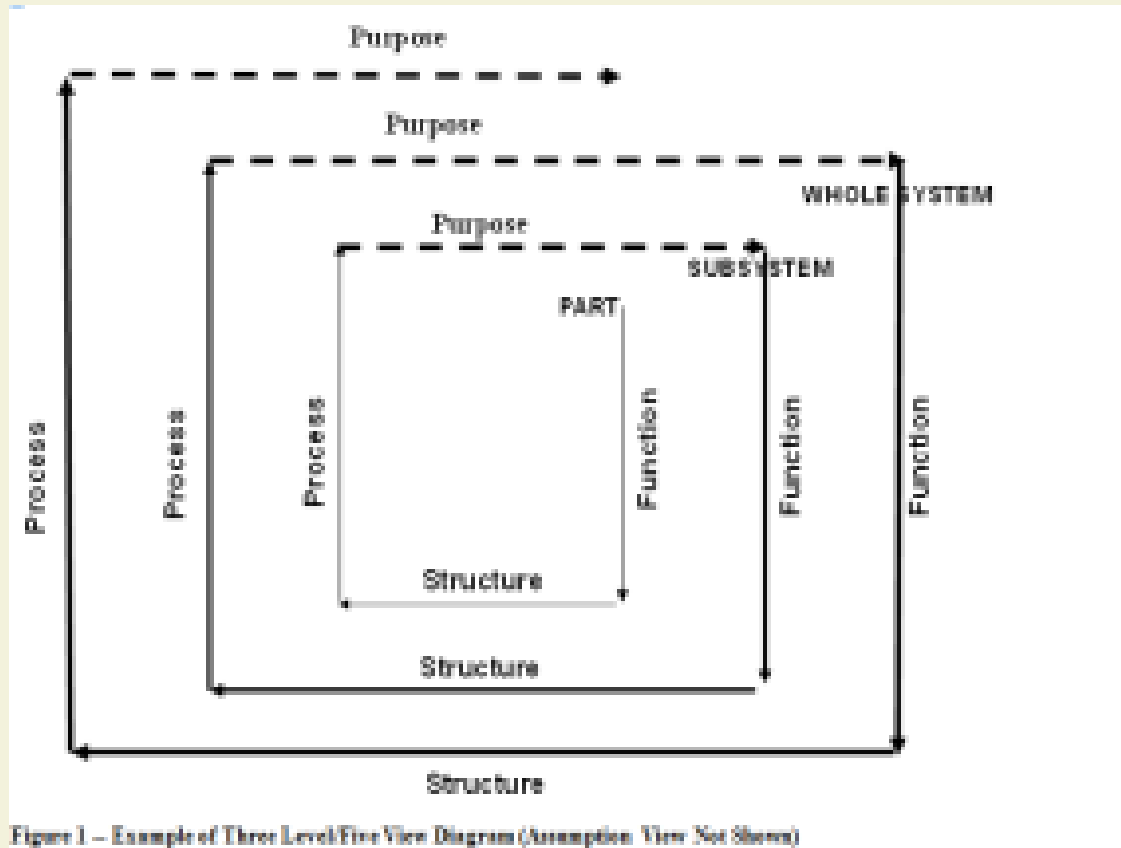 Purpose
Purpose
WHOLE SYSTEM
Purpose
SUBSYSTEM
PART
Process
Process
Process
Function
Function
Function
Structure
Structure
Structure
Figure 1 – Example of Three Level/Five View Diagram (Assumption View Not Shown)